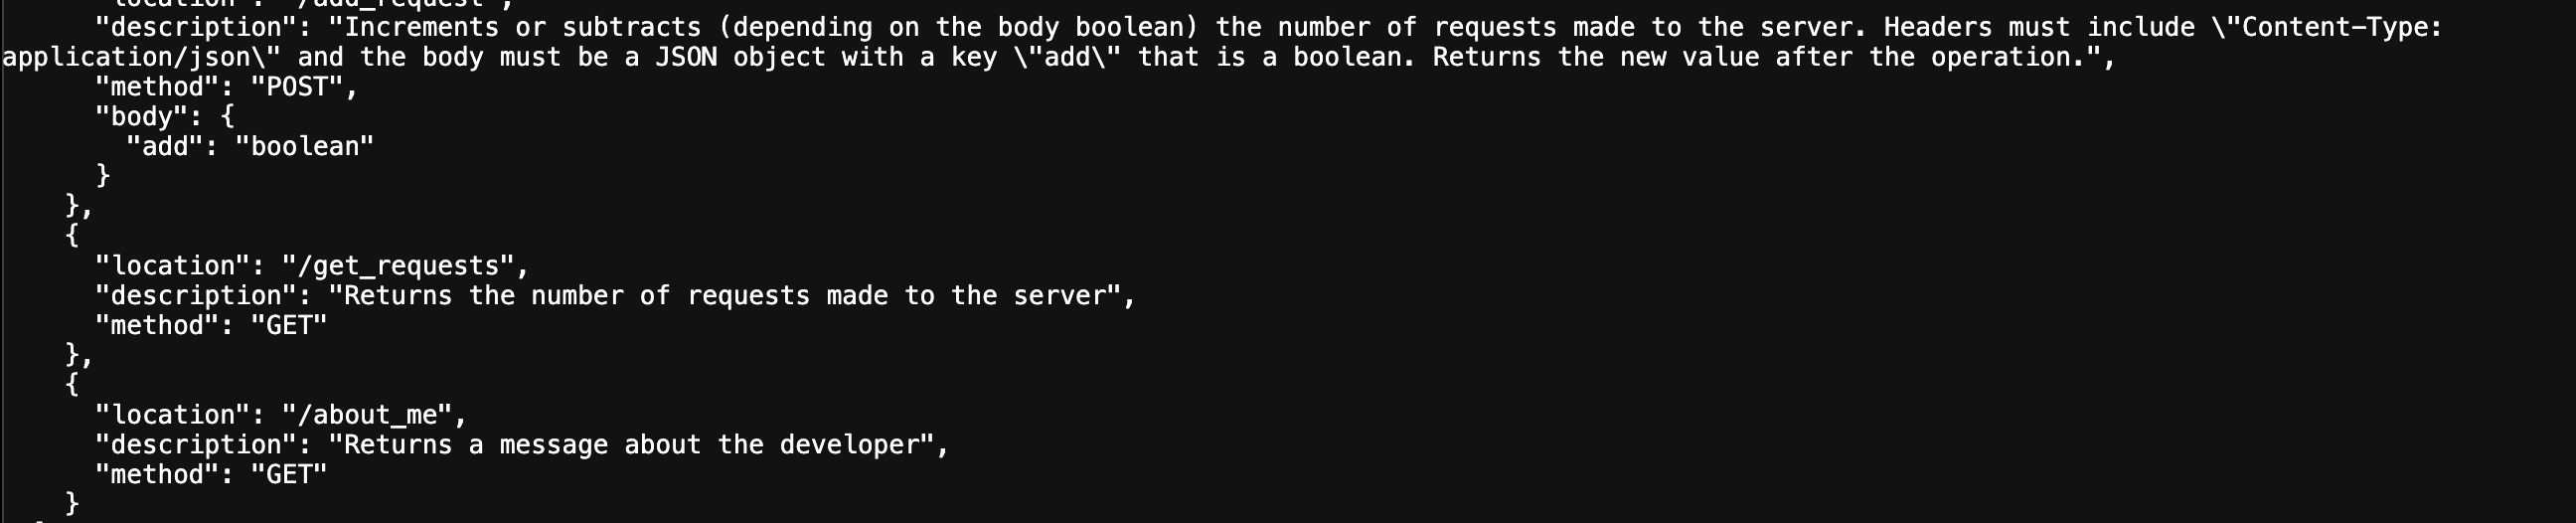 "location": "/add_request",
"description": "Increments or subtracts (depending on the body boolean) the number of requests made to the server. Headers must include \"Content-Type:
application/json\" and the body must be a JSON object with a key \"add\" that is a boolean. Returns the new value after the operation.",
"method": "POST",
"body": {
"add": "boolean"
}
},
{
"location": "/get_requests",
"description": "Returns the number of requests made to the server",
"method": "GET"
},
{
"location": "/about_me",
"description": "Returns a message about the developer",
"method": "GET"
}